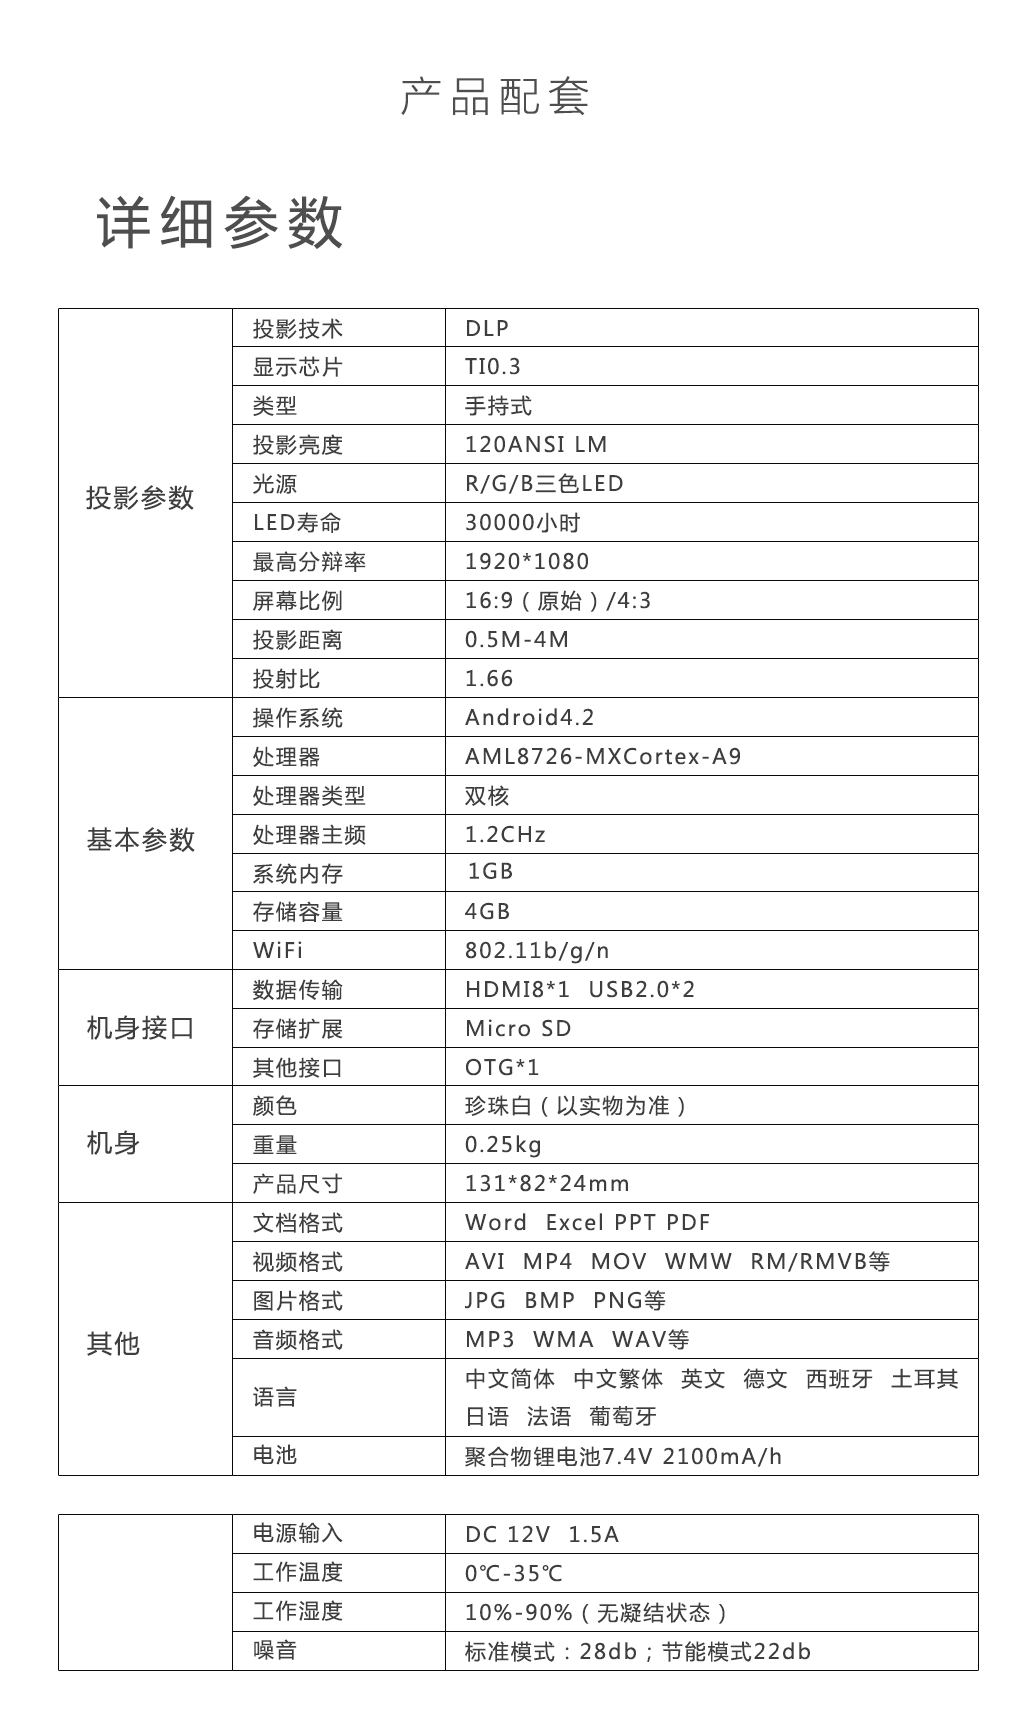 产品配套
详细参数
投影参数
投影技术 DLP
显示芯片 TI0.3
类型 手持式
投影亮度 120ANSI LM
光源 R/G/B三色LED
LED寿命 30000小时
最高分辩率 1920*1080
屏幕比例 16:9（原始）/4:3
投影距离 0.5M-4M
投射比 1.66
基本参数
操作系统 Android4.2
处理器 AML8726-MXCortex-A9
处理器类型 双核
处理器主频 1.2CHz
系统内存 1GB
存储容量 4GB
WiFi 802.11b/g/n
机身接口
数据传输 HDMI8*1 USB2.0*2
存储扩展 Micro SD
其他接口 OTG*1
机身
颜色 珍珠白（以实物为准）
重量 0.25kg
产品尺寸 131*82*24mm
其他
文档格式 Word Excel PPT PDF
视频格式 AVI MP4 MOV WMW RM/RMVB等
图片格式 JPG BMP PNG等
音频格式 MP3 WMA WAV等
语言 中文简体 中文繁体 英文 德文 西班牙 土耳其
日语 法语 葡萄牙
电池 聚合物锂电池7.4V 2100mA/h
电源输入 DC 12V 1.5A
工作温度 0℃-35℃
工作湿度 10%-90%（无凝结状态）
噪音 标准模式：28db；节能模式22db